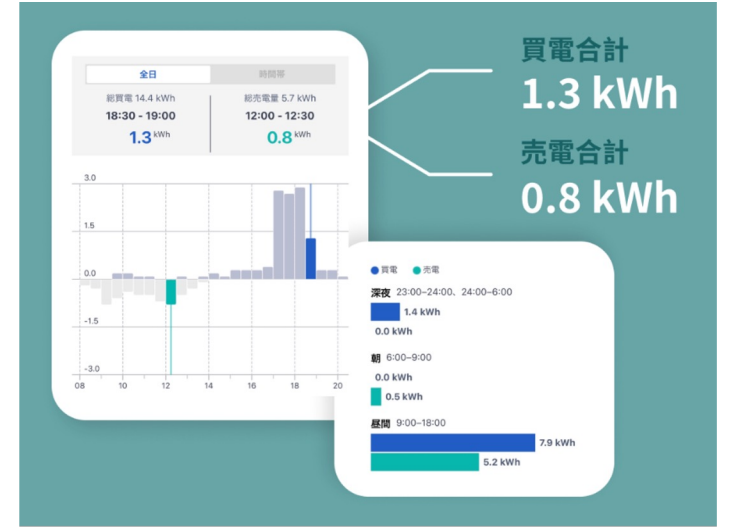 買電合計
1.3 kWh
売電合計
0.8 kWh
全日 時間帯
総買電 14.4 kWh 総売電量 5.7 kWh
18:30 - 19:00 12:00 - 12:30
1.3 kWh 0.8 kWh
3.0
1.5
0.0
-1.5
-3.0
08 10 12 14 16 18 20
買電 売電
深夜 23:00–24:00、24:00–6:00
1.4 kWh
0.0 kWh
朝 6:00–9:00
0.0 kWh
0.5 kWh
昼間 9:00–18:00
7.9 kWh
5.2 kWh